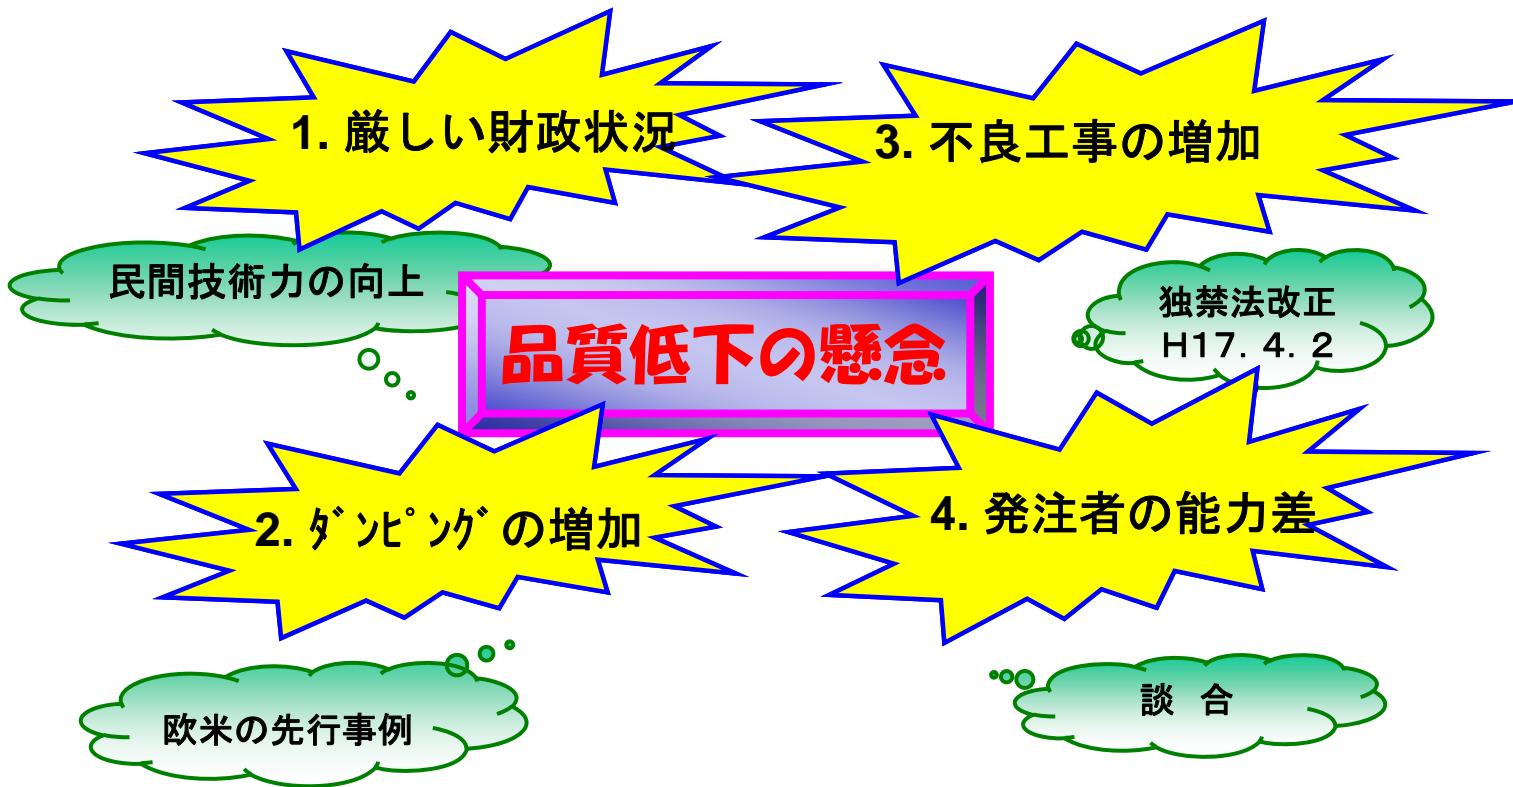 1. 厳しい財政状況
3. 不良工事の増加
民間技術力の向上
独禁法改正
H17．4．2
品質低下の懸念
2. ﾀﾞﾝﾋﾟﾝｸﾞの増加
4. 発注者の能力差
欧米の先行事例
談　合